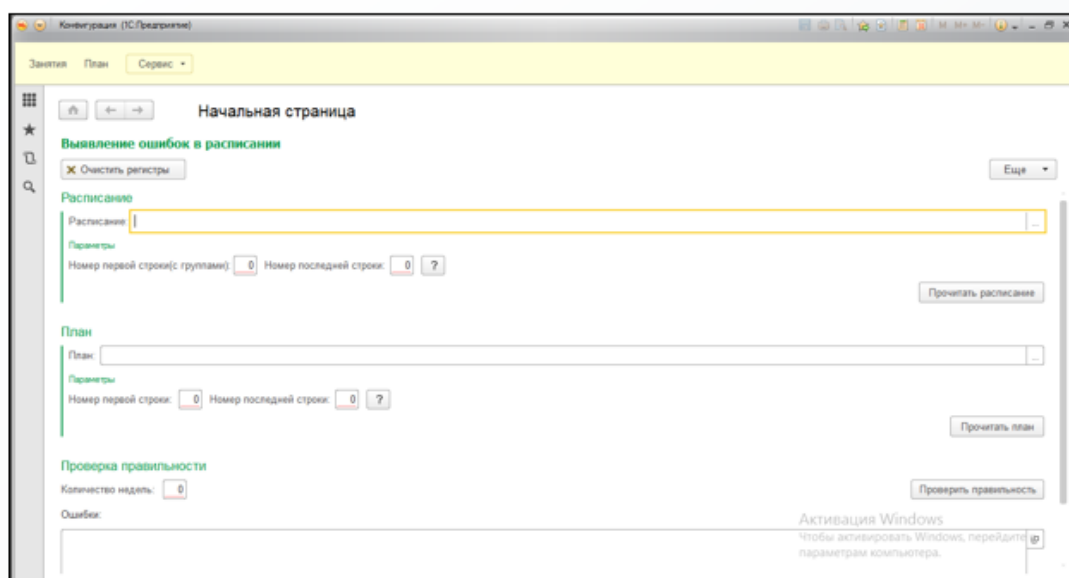 Конфигурация (1С:Предприятие) M M+ M-
Занятия План Сервис
Начальная страница
Выявление ошибок в расписании
Очистить регистры Еще
Расписание
Расписание: ...
Параметры
Номер первой строки(с группами): 0 Номер последней строки: 0 ?
Прочитать расписание
План
План: ...
Параметры
Номер первой строки: 0 Номер последней строки: 0 ?
Прочитать план
Проверка правильности
Количество недель: 0 Проверить правильность
Ошибки:
Активация Windows
Чтобы активировать Windows, перейдите
параметрам компьютера.